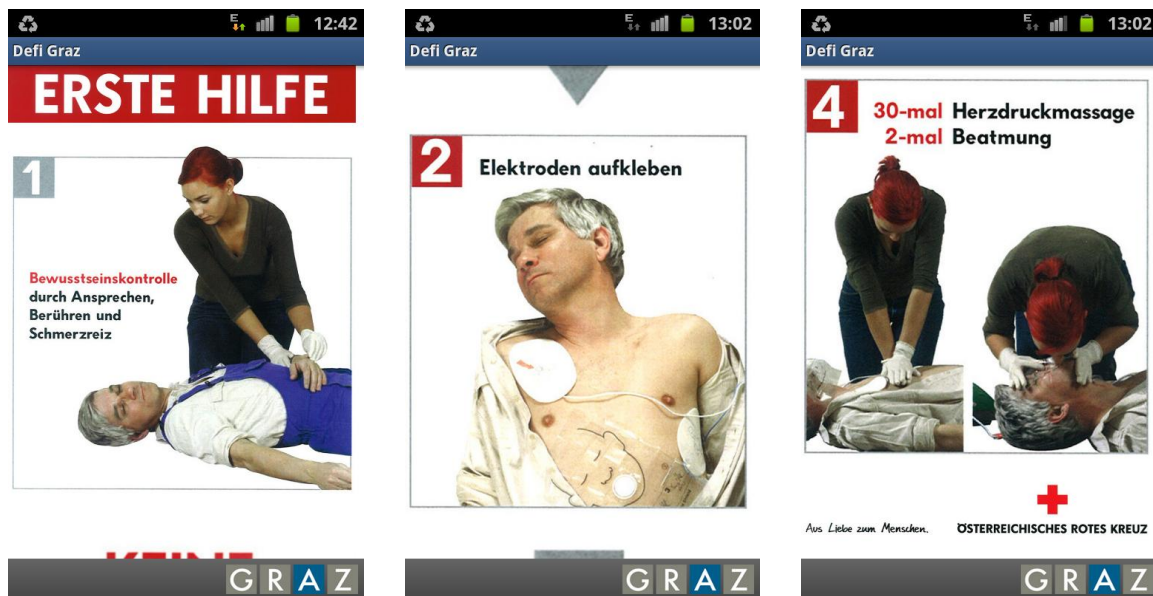 12:42
Defi Graz
ERSTE HILFE
1
Bewusstseinskontrolle
durch Ansprechen,
Berühren und
Schmerzreiz
KEINE
GRAZ
13:02
Defi Graz
2
Elektroden aufkleben
GRAZ
13:02
Defi Graz
4
30-mal Herzdruckmassage
2-mal Beatmung
Aus Liebe zum Menschen.
ÖSTERREICHISCHES ROTES KREUZ
GRAZ